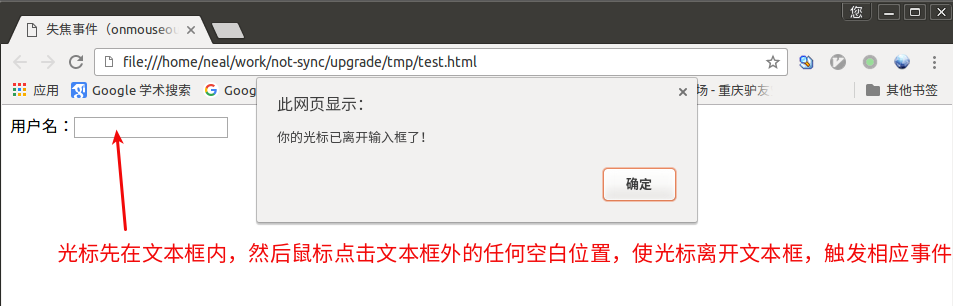 您
失焦事件（onmouseou
file:///home/neal/work/not-sync/upgrade/tmp/test.html
应用 Google 学术搜索 Goog 场 - 重庆驴友 其他书签
此网页显示：
你的光标已离开输入框了！
确定
用户名：
光标先在文本框内，然后鼠标点击文本框外的任何空白位置，使光标离开文本框，触发相应事件